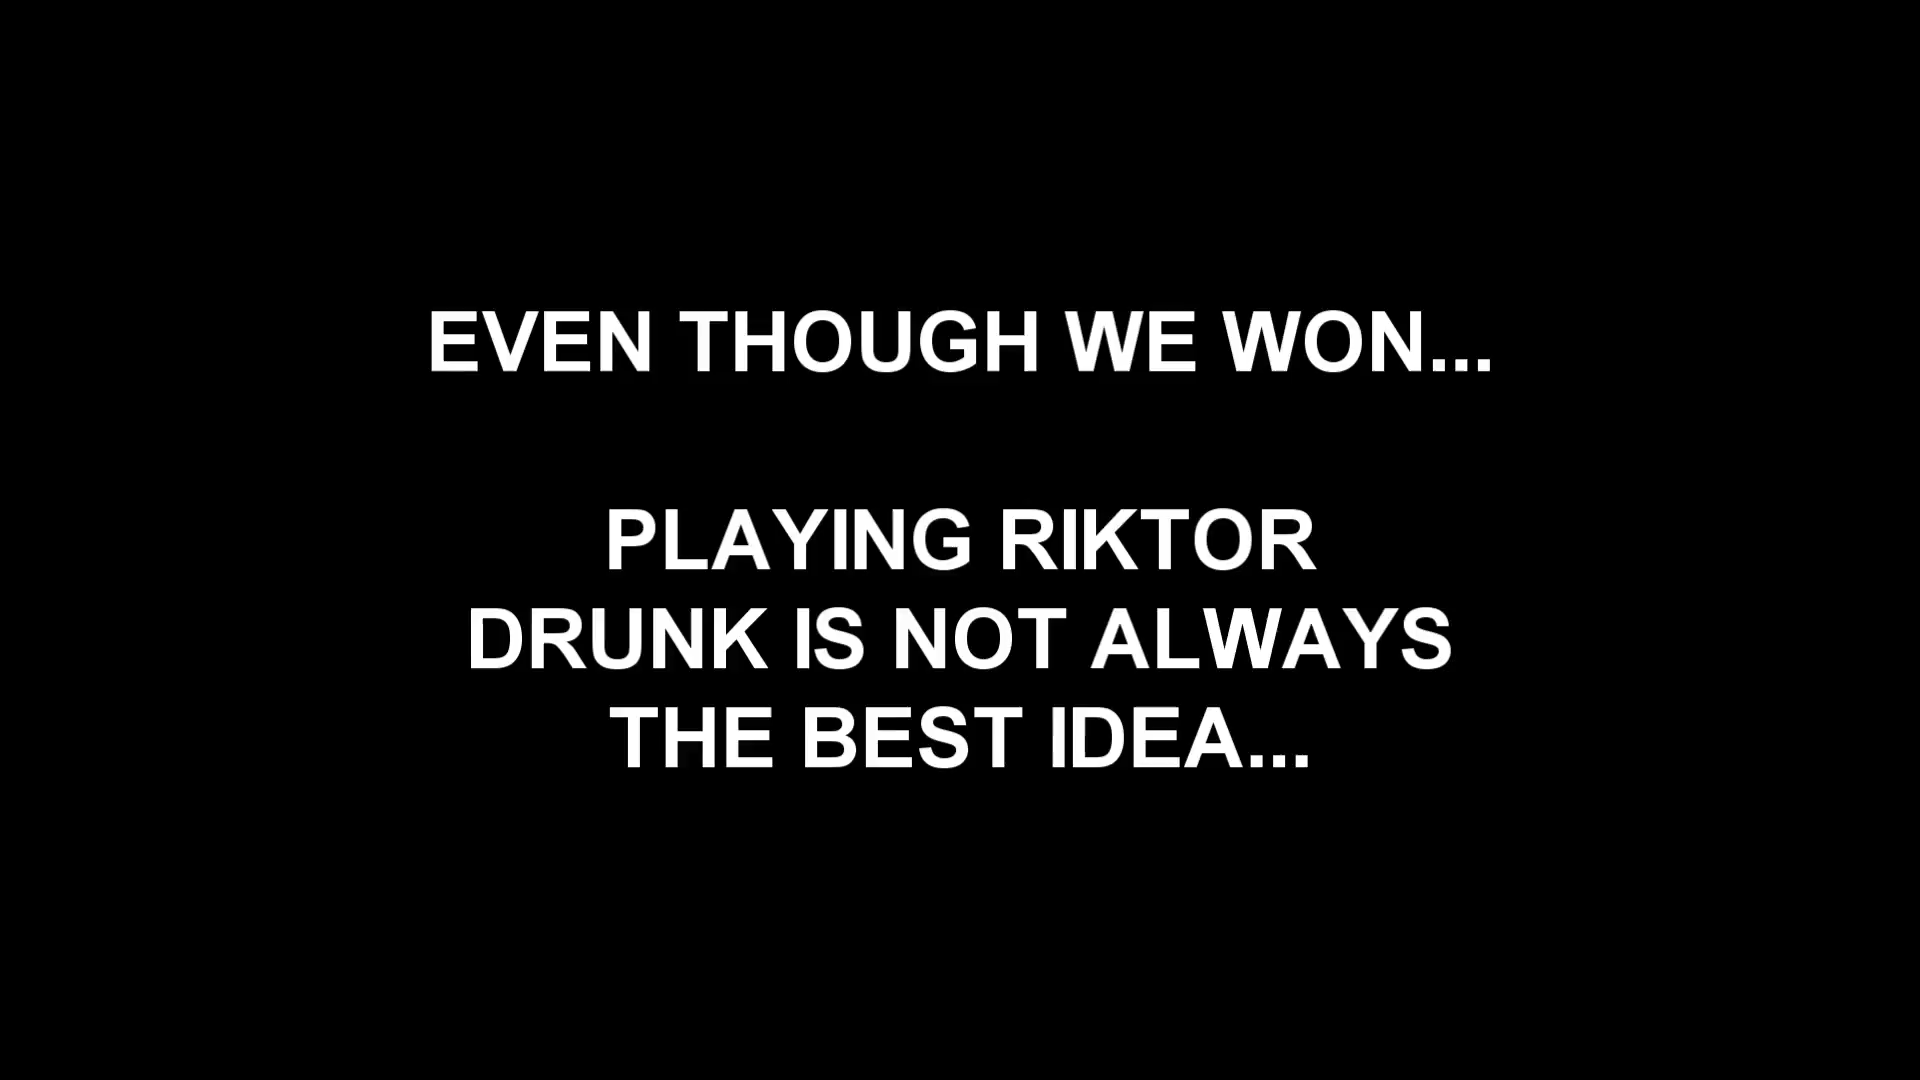 EVEN THOUGH WE WON...
PLAYING RIKTOR
DRUNK IS NOT ALWAYS
THE BEST IDEA...